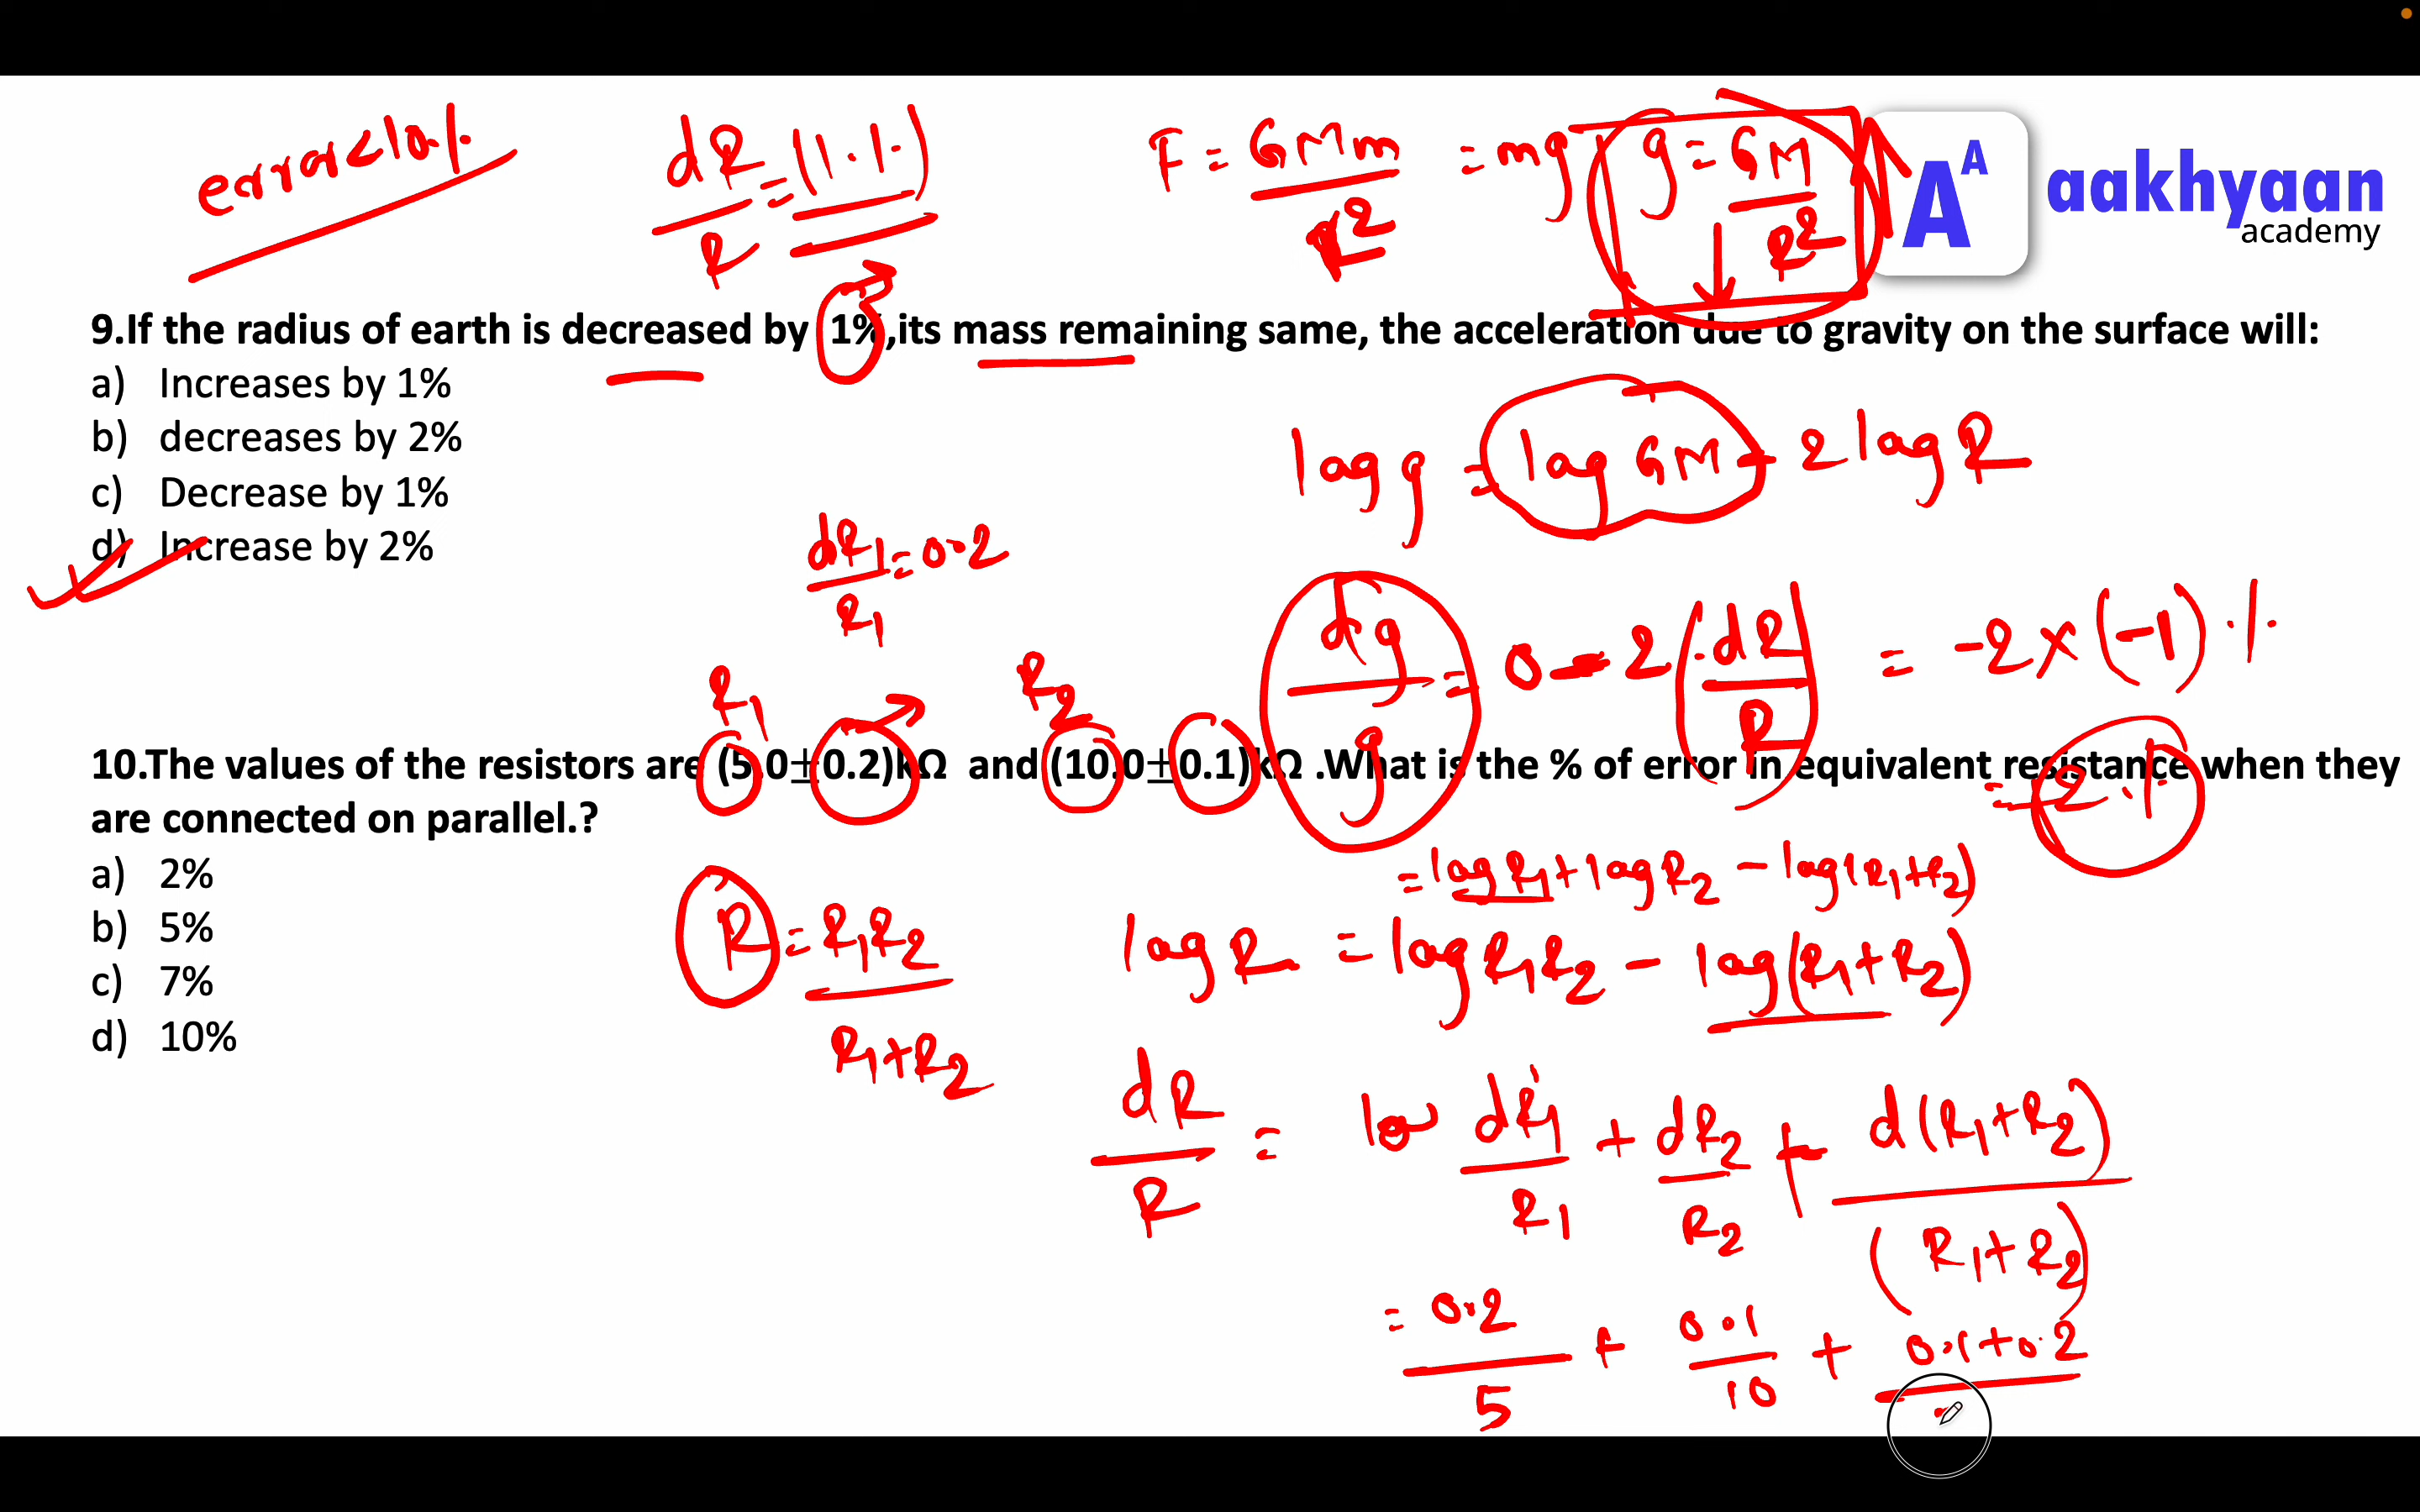 error<10%
dR/R = (1%)
F = GMm/R² = mg
g = GM/R²
A A
aakhyaan
academy
9.If the radius of earth is decreased by 1%,its mass remaining same, the acceleration due to gravity on the surface will:
a) Increases by 1%
b) decreases by 2%
c) Decrease by 1%
d) Increase by 2%
log g = log GM - 2 log R
dR1/R1 = 0.2
dg/g = 0 - 2(dR/R) = -2×(-1)%
= 2%
R1
R2
10.The values of the resistors are (5.0±0.2)kΩ and (10.0±0.1)kΩ .What is the % of error in equivalent resistance when they
are connected on parallel.?
a) 2%
b) 5%
c) 7%
d) 10%
R = R1R2/R1+R2
= log R1 + log R2 - log(R1+R2)
log R = log R1R2 - log(R1+R2)
dR/R = dR1/R1 + dR2/R2 + d(R1+R2)/(R1+R2)
= 0.2/5 + 0.1/10 + 0.1+0.2